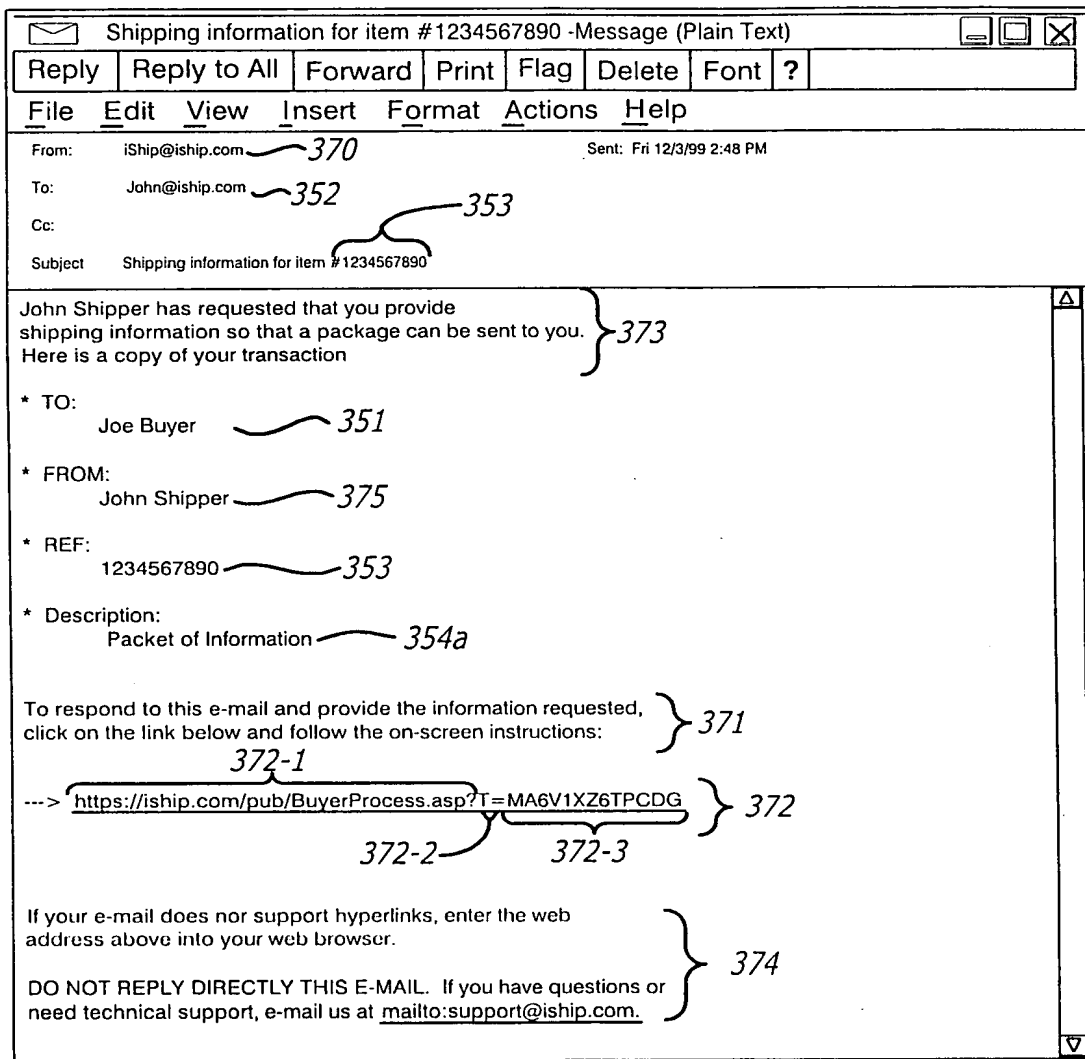 Shipping information for item #1234567890 -Message (Plain Text)
Reply Reply to All Forward Print Flag Delete Font ?
File Edit View Insert Format Actions Help
From: iShip@iship.com 370 Sent: Fri 12/3/99 2:48 PM
To: John@iship.com 352
353
Cc:
Subject Shipping information for item #1234567890
John Shipper has requested that you provide
shipping information so that a package can be sent to you. 373
Here is a copy of your transaction
* TO:
Joe Buyer 351
* FROM:
John Shipper 375
* REF:
1234567890 353
* Description:
Packet of Information 354a
To respond to this e-mail and provide the information requested,
click on the link below and follow the on-screen instructions: 371
372-1
---> https://iship.com/pub/BuyerProcess.asp?T=MA6V1XZ6TPCDG 372
372-2 372-3
If your e-mail does nor support hyperlinks, enter the web
address above into your web browser.
374
DO NOT REPLY DIRECTLY THIS E-MAIL. If you have questions or
need technical support, e-mail us at mailto:support@iship.com.